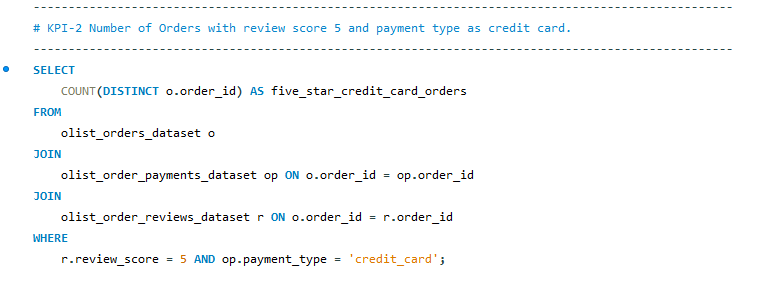 ----------------------------------------------------------------------------------------------------
# KPI-2 Number of Orders with review score 5 and payment type as credit card.
----------------------------------------------------------------------------------------------------
SELECT
    COUNT(DISTINCT o.order_id) AS five_star_credit_card_orders
FROM
    olist_orders_dataset o
JOIN
    olist_order_payments_dataset op ON o.order_id = op.order_id
JOIN
    olist_order_reviews_dataset r ON o.order_id = r.order_id
WHERE
    r.review_score = 5 AND op.payment_type = 'credit_card';